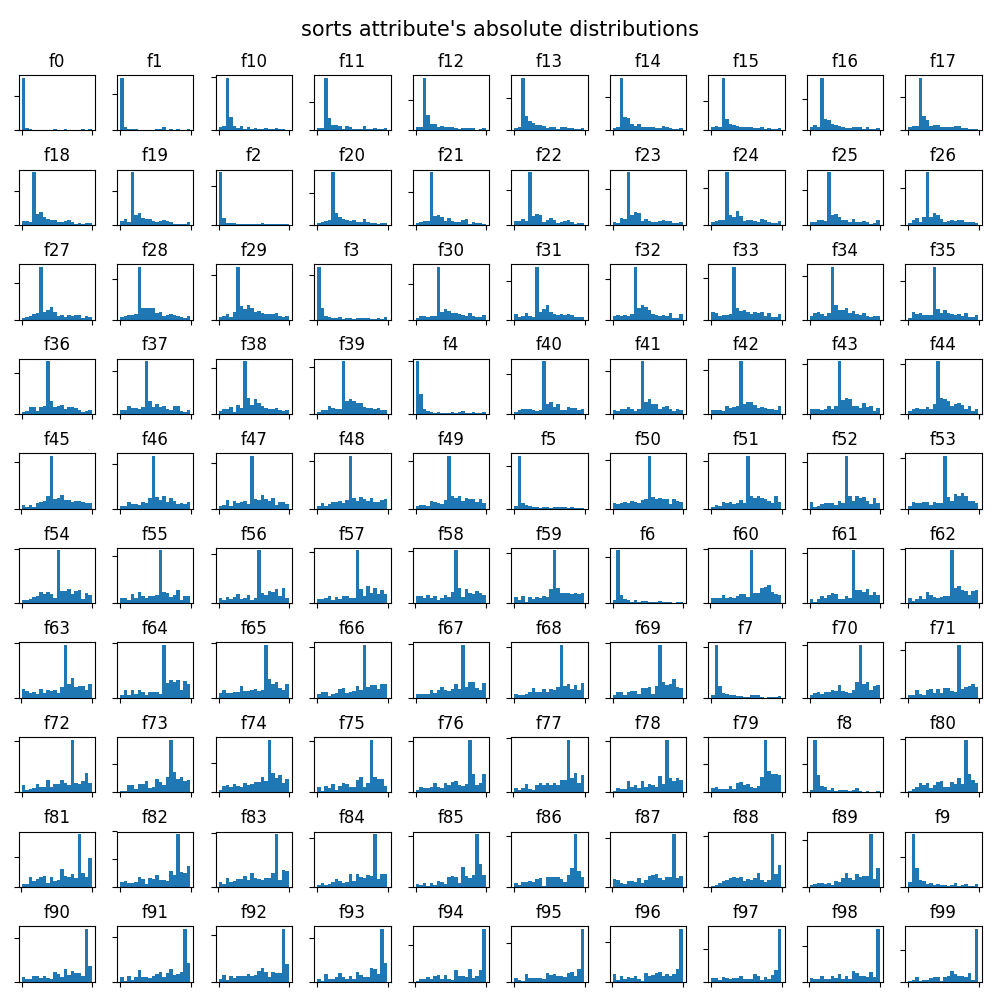 sorts attribute's absolute distributions
f0 f1 f10 f11 f12 f13 f14 f15 f16 f17
f18 f19 f2 f20 f21 f22 f23 f24 f25 f26
f27 f28 f29 f3 f30 f31 f32 f33 f34 f35
f36 f37 f38 f39 f4 f40 f41 f42 f43 f44
f45 f46 f47 f48 f49 f5 f50 f51 f52 f53
f54 f55 f56 f57 f58 f59 f6 f60 f61 f62
f63 f64 f65 f66 f67 f68 f69 f7 f70 f71
f72 f73 f74 f75 f76 f77 f78 f79 f8 f80
f81 f82 f83 f84 f85 f86 f87 f88 f89 f9
f90 f91 f92 f93 f94 f95 f96 f97 f98 f99